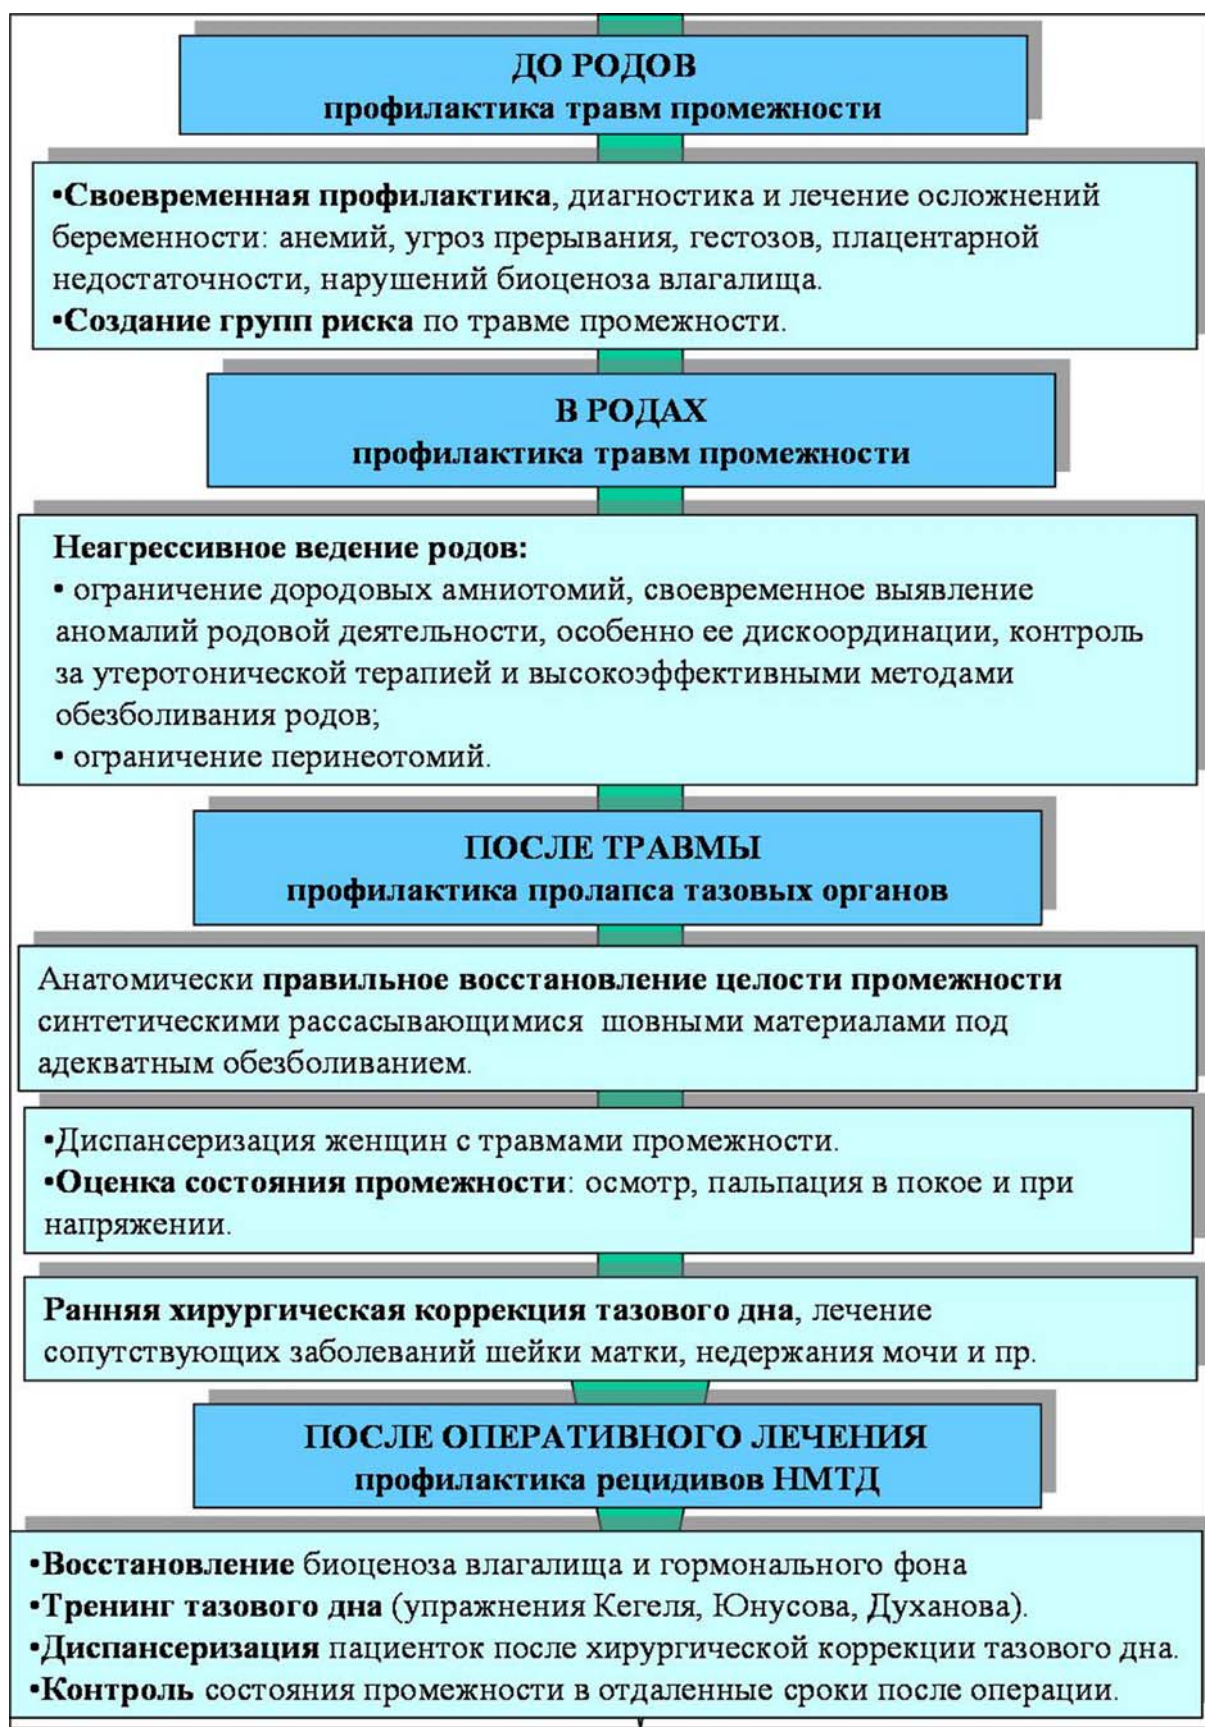 ДО РОДОВ
профилактика травм промежности
•Своевременная профилактика, диагностика и лечение осложнений
беременности: анемий, угроз прерывания, гестозов, плацентарной
недостаточности, нарушений биоценоза влагалища.
•Создание групп риска по травме промежности.
В РОДАХ
профилактика травм промежности
Неагрессивное ведение родов:
• ограничение дородовых амниотомий, своевременное выявление
аномалий родовой деятельности, особенно ее дискоординации, контроль
за утеротонической терапией и высокоэффективными методами
обезболивания родов;
• ограничение перинеотомий.
ПОСЛЕ ТРАВМЫ
профилактика пролапса тазовых органов
Анатомически правильное восстановление целости промежности
синтетическими рассасывающимися шовными материалами под
адекватным обезболиванием.
•Диспансеризация женщин с травмами промежности.
•Оценка состояния промежности: осмотр, пальпация в покое и при
напряжении.
Ранняя хирургическая коррекция тазового дна, лечение
сопутствующих заболеваний шейки матки, недержания мочи и пр.
ПОСЛЕ ОПЕРАТИВНОГО ЛЕЧЕНИЯ
профилактика рецидивов НМТД
•Восстановление биоценоза влагалища и гормонального фона
•Тренинг тазового дна (упражнения Кегеля, Юнусова, Духанова).
•Диспансеризация пациенток после хирургической коррекции тазового дна.
•Контроль состояния промежности в отдаленные сроки после операции.